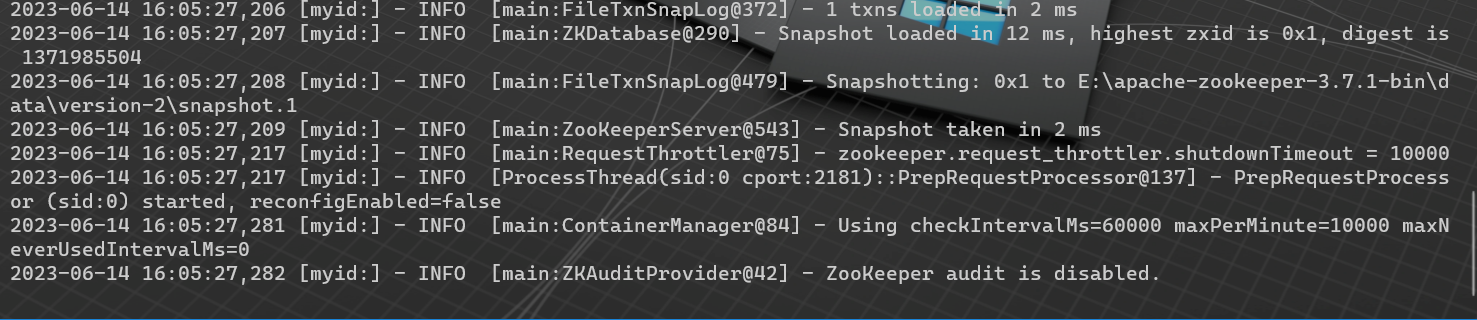 2023-06-14 16:05:27,206 [myid:] - INFO  [main:FileTxnSnapLog@372] - 1 txns loaded in 2 ms
2023-06-14 16:05:27,207 [myid:] - INFO  [main:ZKDatabase@290] - Snapshot loaded in 12 ms, highest zxid is 0x1, digest is
 1371985504
2023-06-14 16:05:27,208 [myid:] - INFO  [main:FileTxnSnapLog@479] - Snapshotting: 0x1 to E:\apache-zookeeper-3.7.1-bin\d
ata\version-2\snapshot.1
2023-06-14 16:05:27,209 [myid:] - INFO  [main:ZooKeeperServer@543] - Snapshot taken in 2 ms
2023-06-14 16:05:27,217 [myid:] - INFO  [main:RequestThrottler@75] - zookeeper.request_throttler.shutdownTimeout = 10000
2023-06-14 16:05:27,217 [myid:] - INFO  [ProcessThread(sid:0 cport:2181)::PrepRequestProcessor@137] - PrepRequestProcess
or (sid:0) started, reconfigEnabled=false
2023-06-14 16:05:27,281 [myid:] - INFO  [main:ContainerManager@84] - Using checkIntervalMs=60000 maxPerMinute=10000 maxN
everUsedIntervalMs=0
2023-06-14 16:05:27,282 [myid:] - INFO  [main:ZKAuditProvider@42] - ZooKeeper audit is disabled.